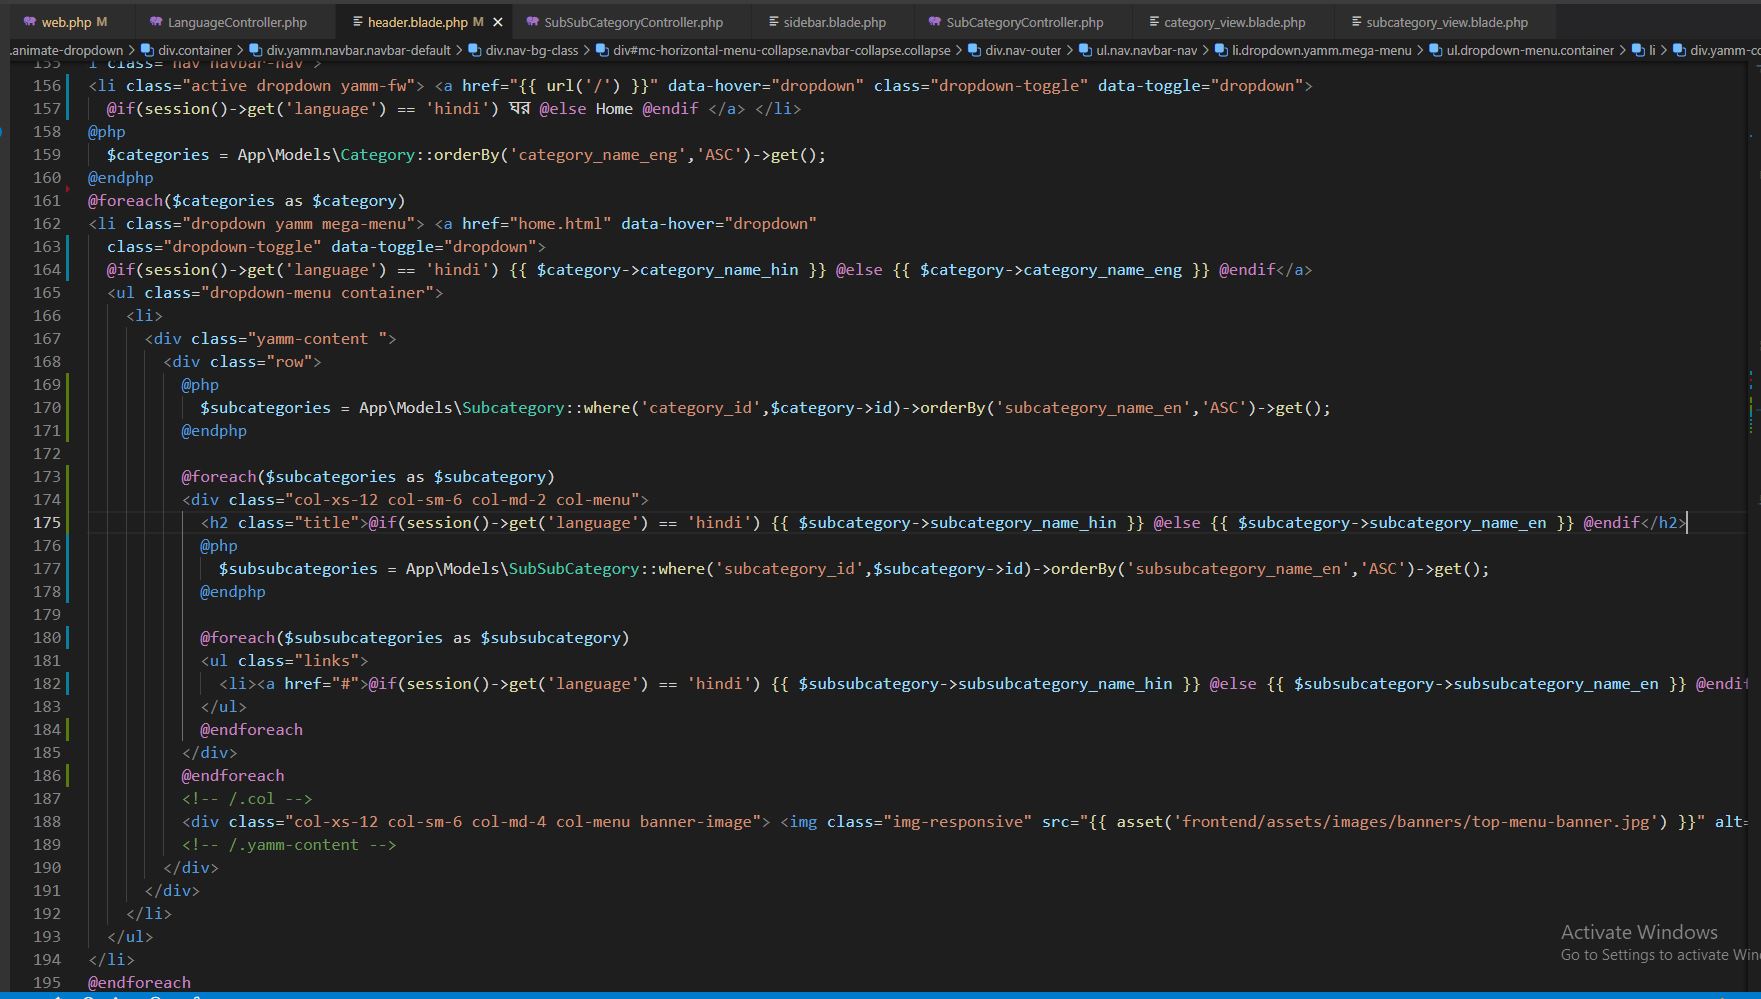 web.php M LanguageController.php header.blade.php M SubSubCategoryController.php sidebar.blade.php SubCategoryController.php category_view.blade.php subcategory_view.blade.php
.animate-dropdown > div.container > div.yamm.navbar.navbar-default > div.nav-bg-class > div#mc-horizontal-menu-collapse.navbar-collapse.collapse > div.nav-outer > ul.nav.navbar-nav > li.dropdown.yamm.mega-menu > ul.dropdown-menu.container > li > div.yamm-co
155 l class="nav navbar-nav">
156 <li class="active dropdown yamm-fw"> <a href="{{ url('/') }}" data-hover="dropdown" class="dropdown-toggle" data-toggle="dropdown">
157 @if(session()->get('language') == 'hindi') घर @else Home @endif </a> </li>
158 @php
159 $categories = App\Models\Category::orderBy('category_name_eng','ASC')->get();
160 @endphp
161 @foreach($categories as $category)
162 <li class="dropdown yamm mega-menu"> <a href="home.html" data-hover="dropdown"
163 class="dropdown-toggle" data-toggle="dropdown">
164 @if(session()->get('language') == 'hindi') {{ $category->category_name_hin }} @else {{ $category->category_name_eng }} @endif</a>
165 <ul class="dropdown-menu container">
166 <li>
167 <div class="yamm-content ">
168 <div class="row">
169 @php
170 $subcategories = App\Models\Subcategory::where('category_id',$category->id)->orderBy('subcategory_name_en','ASC')->get();
171 @endphp
172
173 @foreach($subcategories as $subcategory)
174 <div class="col-xs-12 col-sm-6 col-md-2 col-menu">
175 <h2 class="title">@if(session()->get('language') == 'hindi') {{ $subcategory->subcategory_name_hin }} @else {{ $subcategory->subcategory_name_en }} @endif</h2>
176 @php
177 $subsubcategories = App\Models\SubSubCategory::where('subcategory_id',$subcategory->id)->orderBy('subsubcategory_name_en','ASC')->get();
178 @endphp
179
180 @foreach($subsubcategories as $subsubcategory)
181 <ul class="links">
182 <li><a href="#">@if(session()->get('language') == 'hindi') {{ $subsubcategory->subsubcategory_name_hin }} @else {{ $subsubcategory->subsubcategory_name_en }} @endif
183 </ul>
184 @endforeach
185 </div>
186 @endforeach
187 <!-- /.col -->
188 <div class="col-xs-12 col-sm-6 col-md-4 col-menu banner-image"> <img class="img-responsive" src="{{ asset('frontend/assets/images/banners/top-menu-banner.jpg') }}" alt=
189 <!-- /.yamm-content -->
190 </div>
191 </div>
192 </li>
193 </ul>
194 </li>
195 @endforeach
Activate Windows
Go to Settings to activate Win